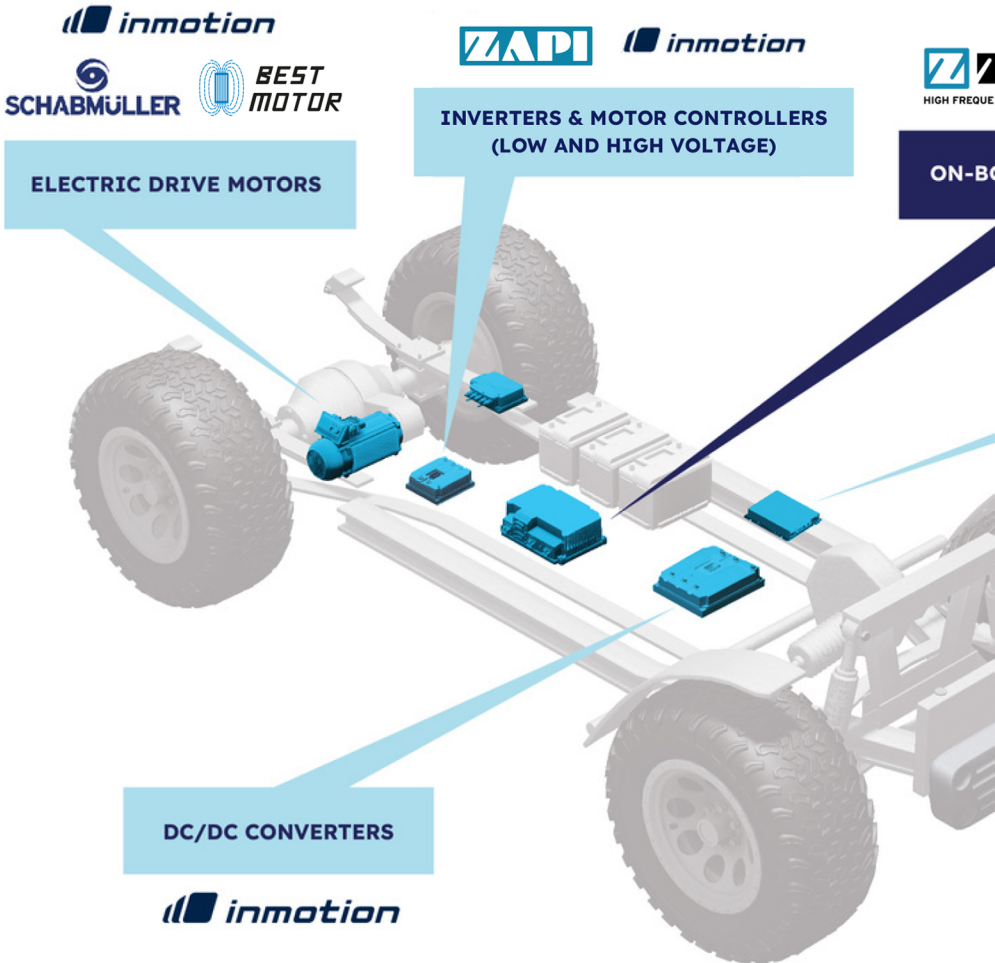 inmotion
SCHABMÜLLER
BEST
MOTOR
ELECTRIC DRIVE MOTORS
ZAPI
inmotion
INVERTERS & MOTOR CONTROLLERS
(LOW AND HIGH VOLTAGE)
HIGH
DC/DC CONVERTERS
inmotion